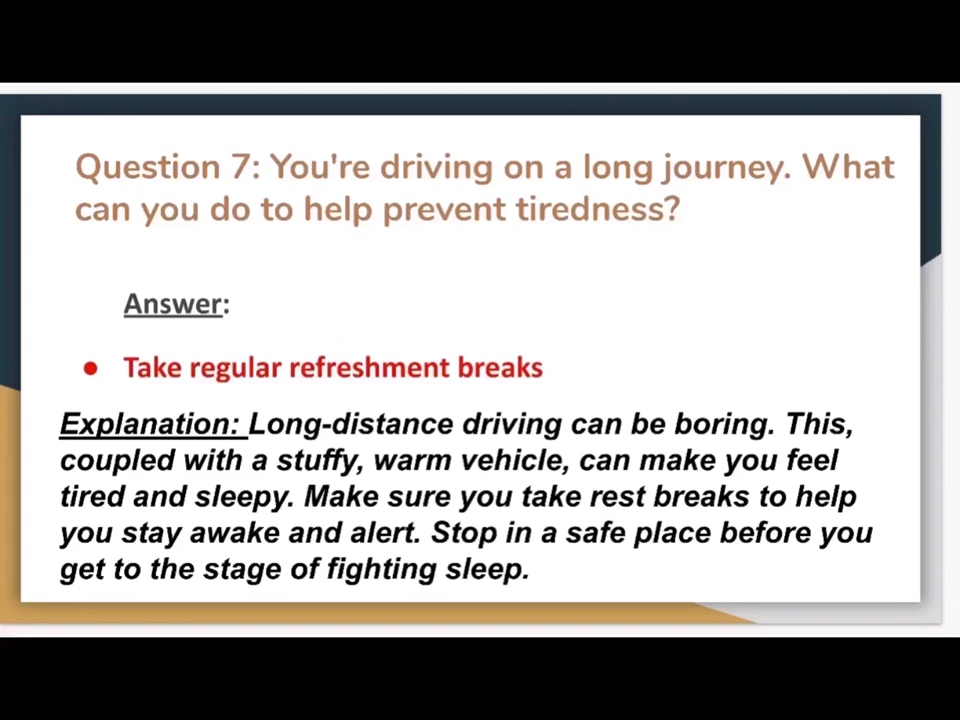 Question 7: You're driving on a long journey. What
can you do to help prevent tiredness?
Answer:
● Take regular refreshment breaks
Explanation: Long-distance driving can be boring. This,
coupled with a stuffy, warm vehicle, can make you feel
tired and sleepy. Make sure you take rest breaks to help
you stay awake and alert. Stop in a safe place before you
get to the stage of fighting sleep.